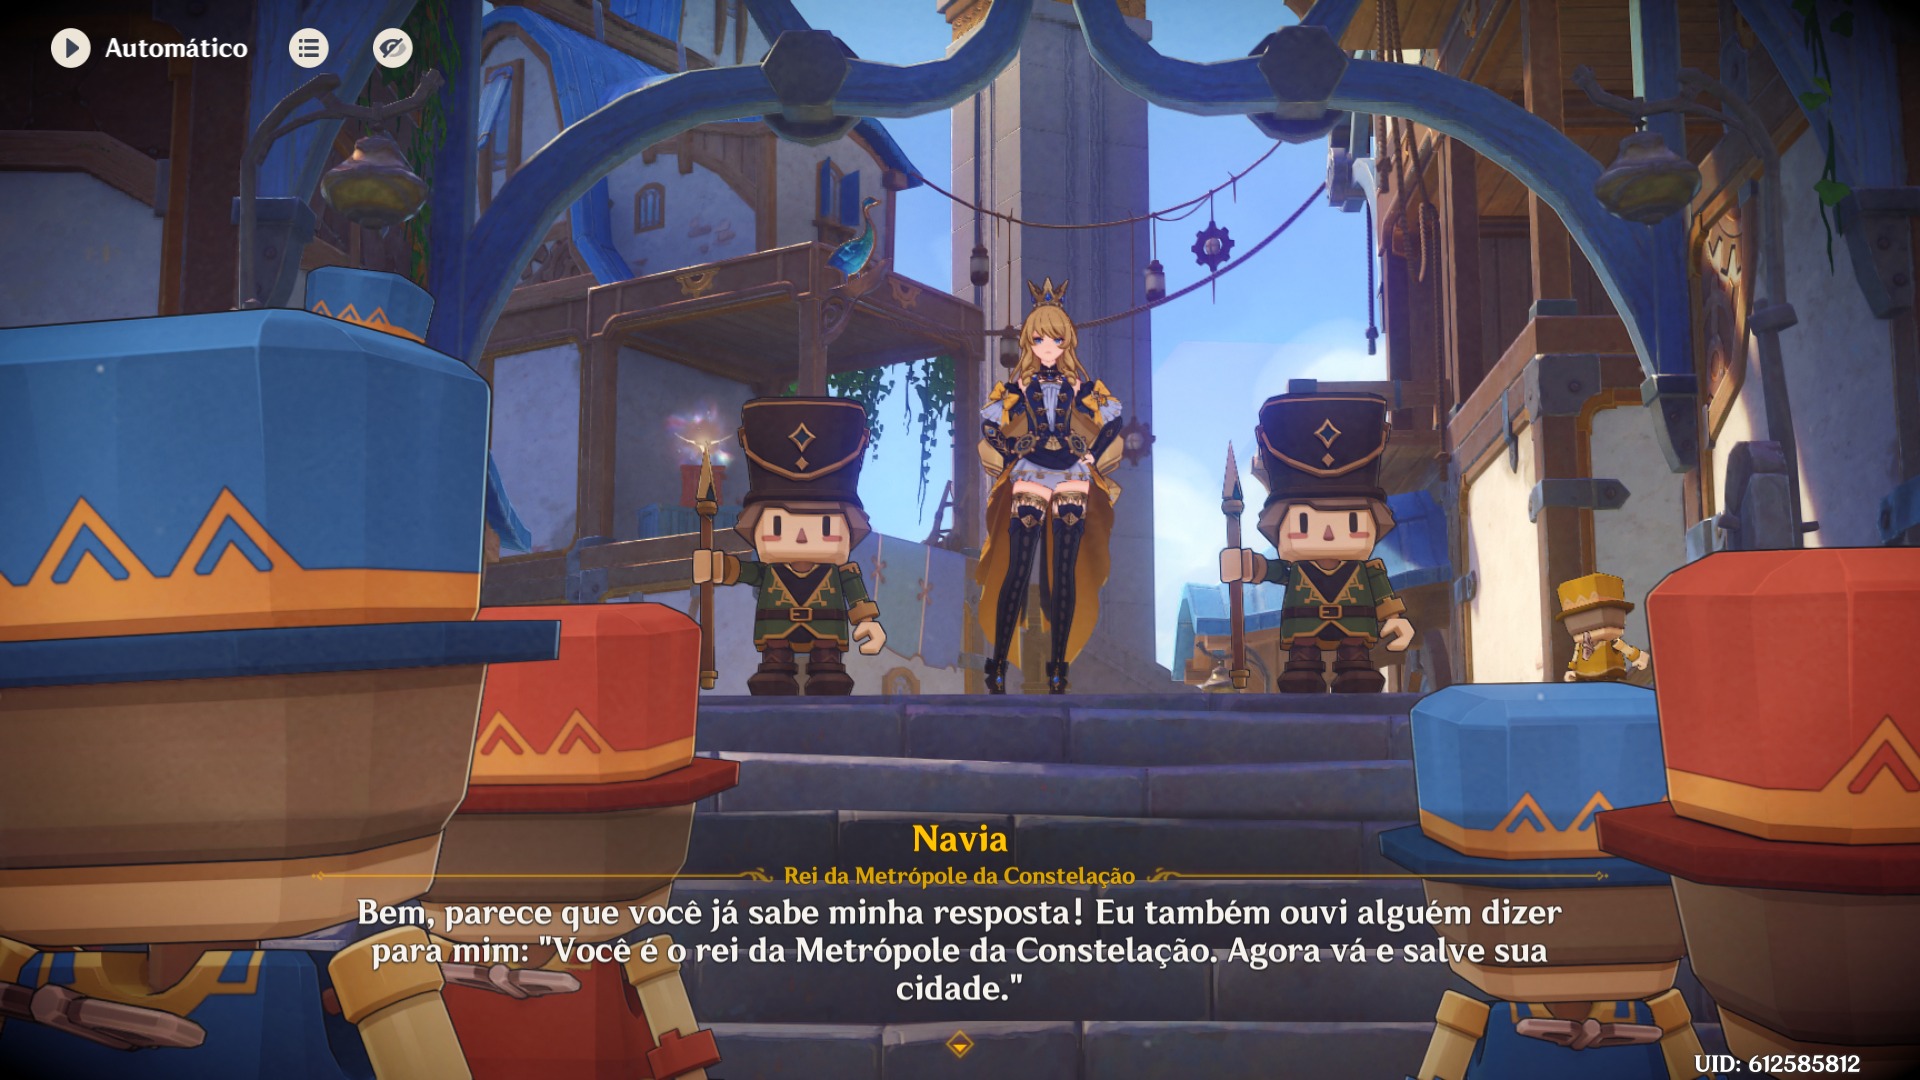 Automático
Navia
Rei da Metrópole da Constelação
Bem, parece que você já sabe minha resposta! Eu também ouvi alguém dizer
para mim: "Você é o rei da Metrópole da Constelação. Agora vá e salve sua
cidade."
UID: 612585812